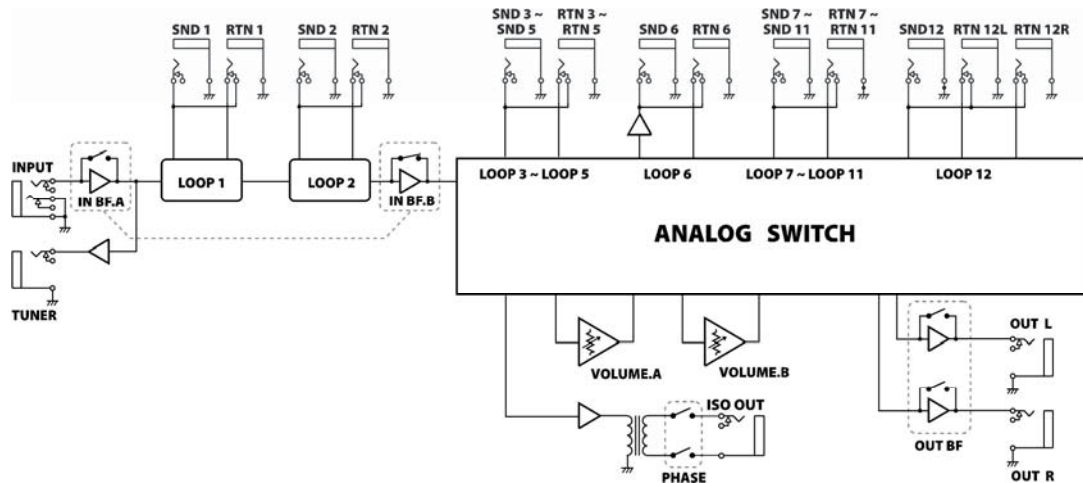 SND 1 RTN 1 SND 2 RTN 2 SND 3 ~ RTN 3 ~ SND 6 RTN 6 SND 7 ~ RTN 7 ~ SND12 RTN 12L RTN 12R
SND 5 RTN 5 SND 11 RTN 11
INPUT
LOOP 1
LOOP 2
IN BF.A
IN BF.B
LOOP 3 ~ LOOP 5
LOOP 6
LOOP 7 ~ LOOP 11
LOOP 12
ANALOG SWITCH
TUNER
VOLUME.A
VOLUME.B
OUT L
ISO OUT
PHASE
OUT BF
OUT R